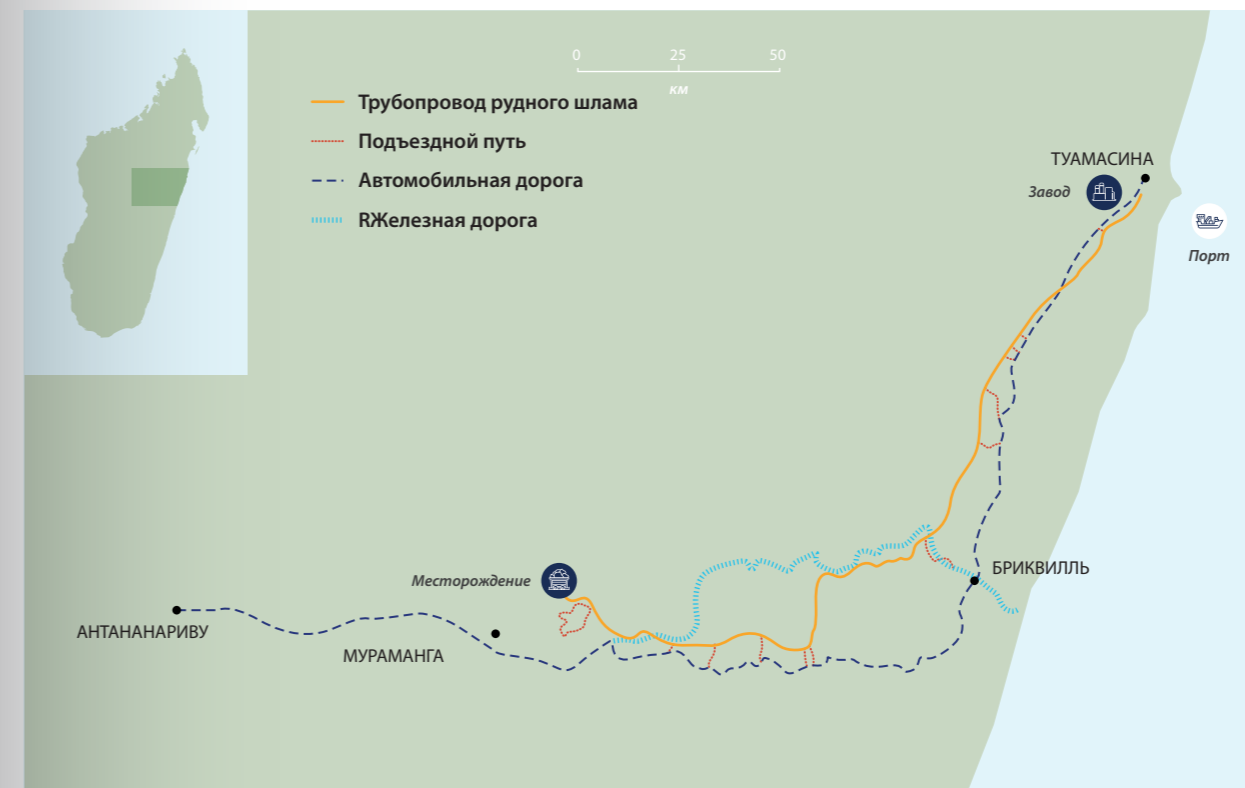 0 25 50
км
Трубопровод рудного шлама
Подъездной путь
Автомобильная дорога
RЖелезная дорога
ТУАМАСИНА
Завод
Порт
БРИКВИЛЛЬ
Месторождение
АНТАНАНАРИВУ
МУРАМАНГА